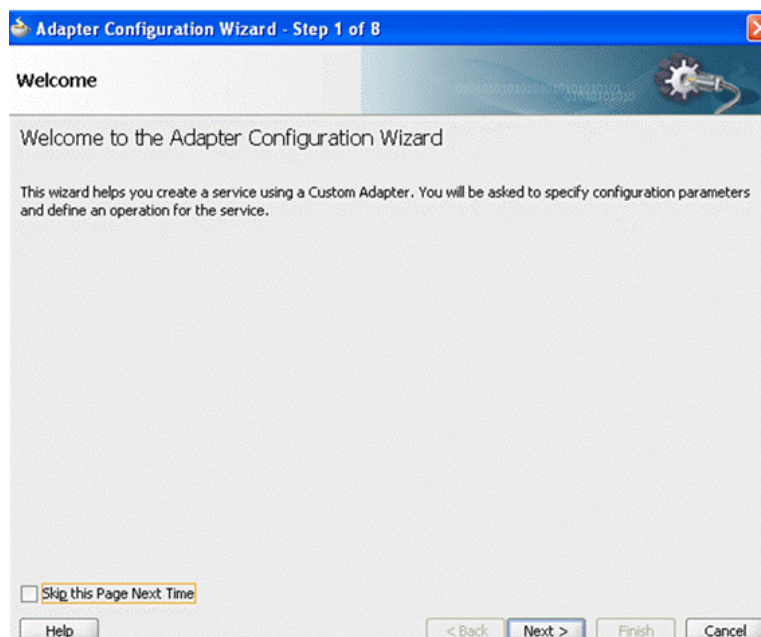 Adapter Configuration Wizard - Step 1 of 8
Welcome
Welcome to the Adapter Configuration Wizard
This wizard helps you create a service using a Custom Adapter. You will be asked to specify configuration parameters
and define an operation for the service.
Skip this Page Next Time
Help < Back Next > Finish Cancel